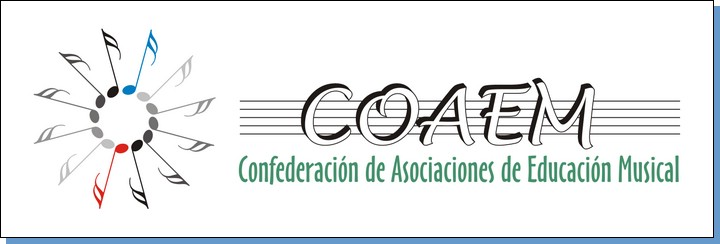 COAEM
Confederación de Asociaciones de Educación Musical